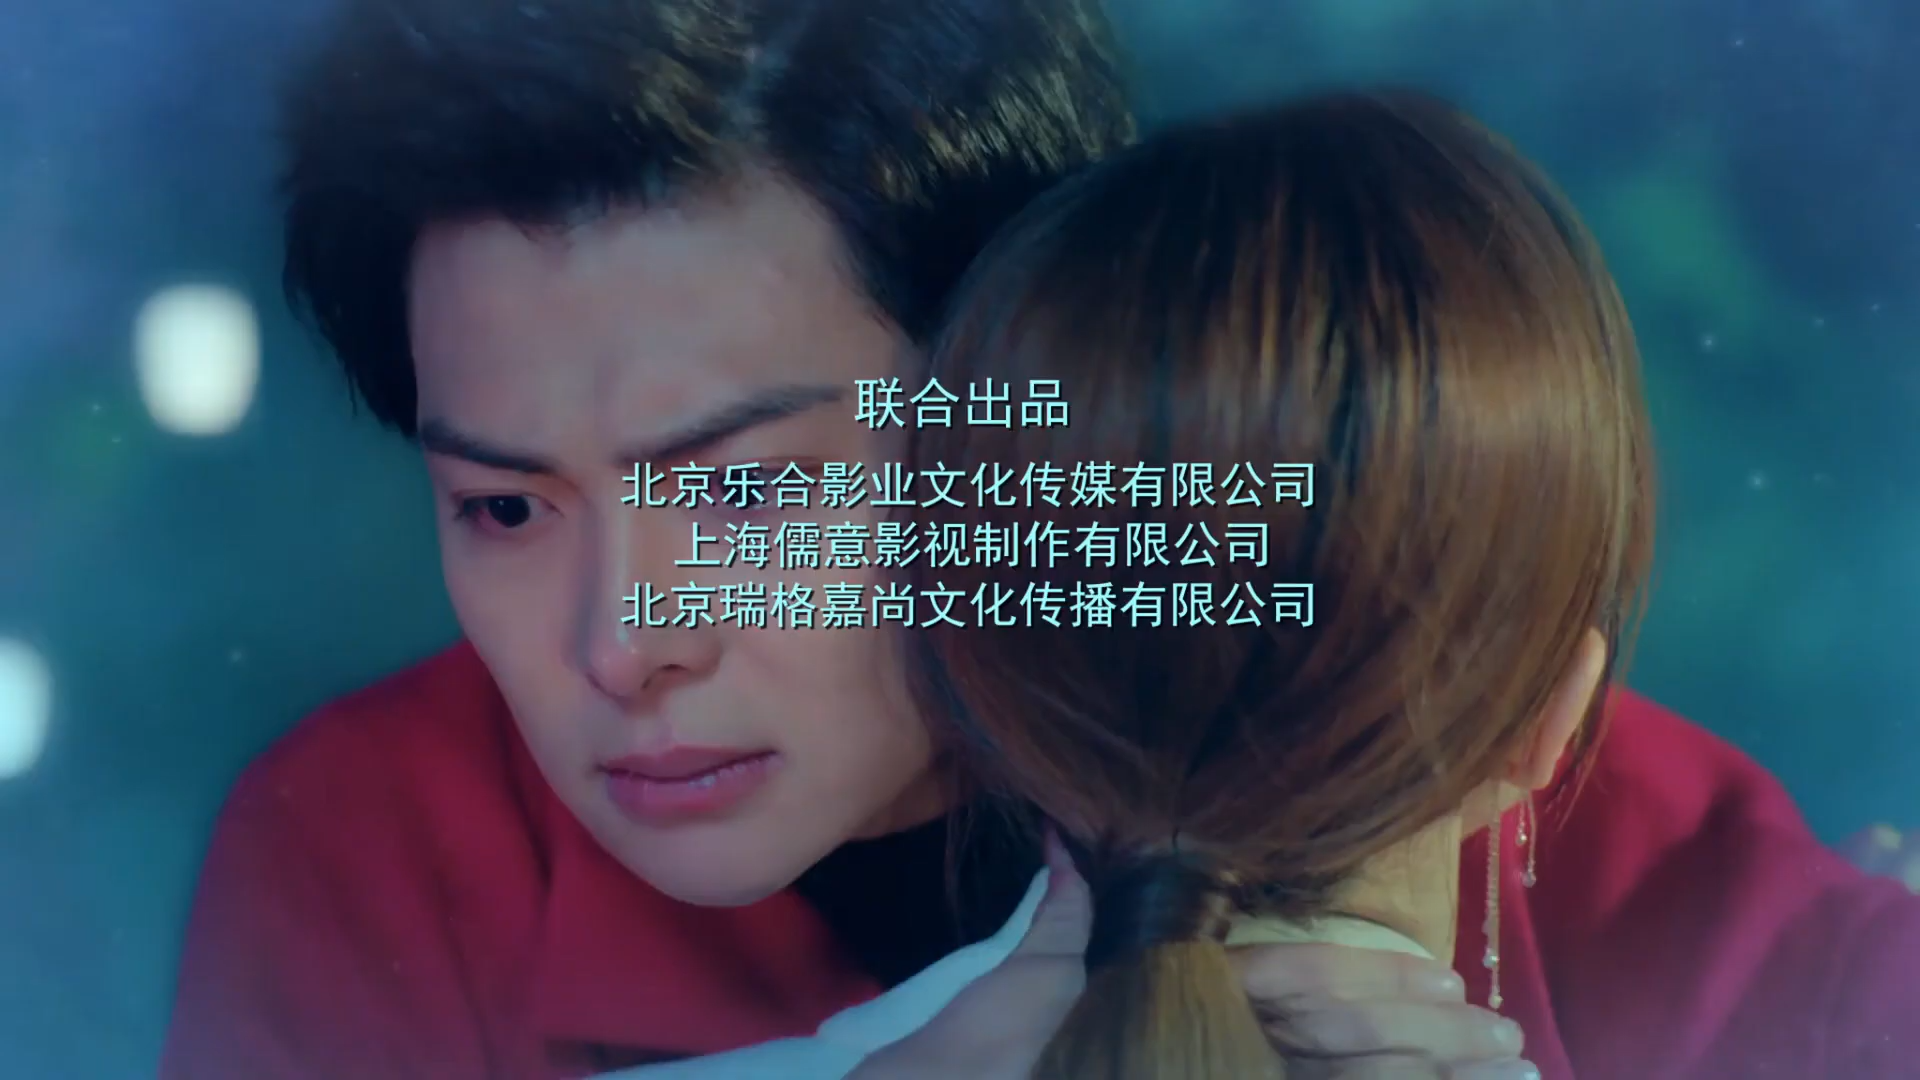 联合出品
北京乐合影业文化传媒有限公司
上海儒意影视制作有限公司
北京瑞格嘉尚文化传播有限公司